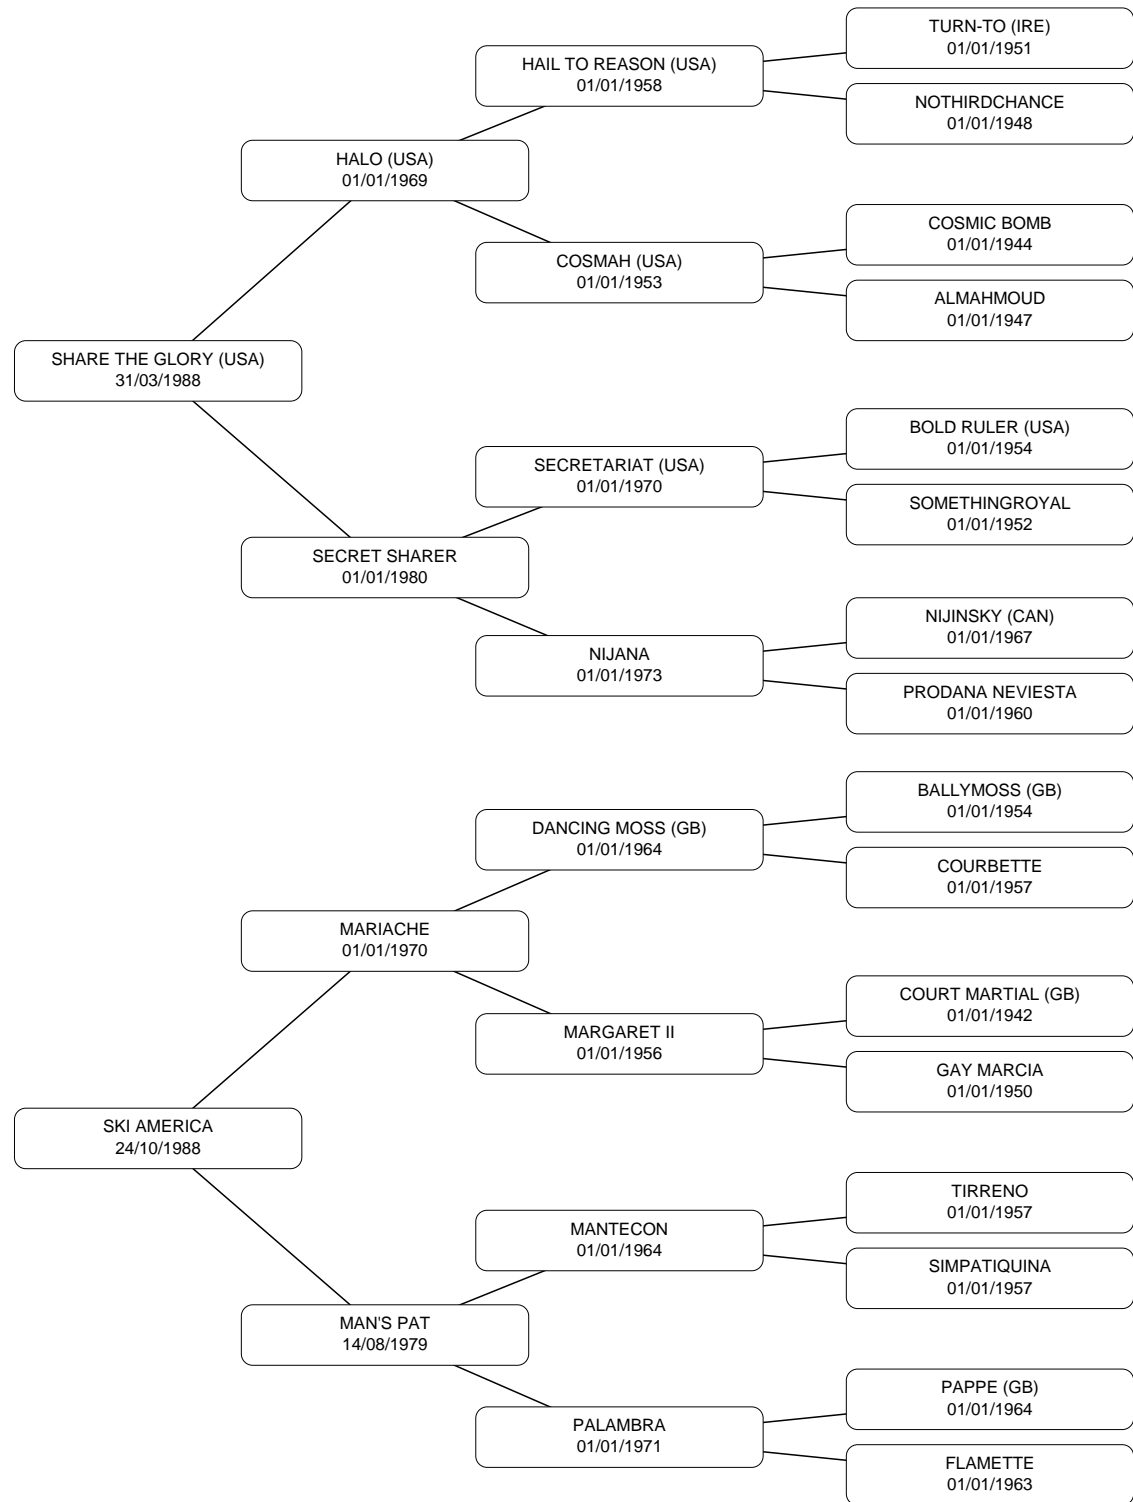 TURN-TO (IRE)
01/01/1951
HAIL TO REASON (USA)
01/01/1958
NOTHIRDCHANCE
01/01/1948
HALO (USA)
01/01/1969
COSMIC BOMB
01/01/1944
COSMAH (USA)
01/01/1953
ALMAHMOUD
01/01/1947
SHARE THE GLORY (USA)
31/03/1988
BOLD RULER (USA)
01/01/1954
SECRETARIAT (USA)
01/01/1970
SOMETHINGROYAL
01/01/1952
SECRET SHARER
01/01/1980
NIJINSKY (CAN)
01/01/1967
NIJANA
01/01/1973
PRODANA NEVIESTA
01/01/1960
BALLYMOSS (GB)
01/01/1954
DANCING MOSS (GB)
01/01/1964
COURBETTE
01/01/1957
MARIACHE
01/01/1970
COURT MARTIAL (GB)
01/01/1942
MARGARET II
01/01/1956
GAY MARCIA
01/01/1950
SKI AMERICA
24/10/1988
TIRRENO
01/01/1957
MANTECON
01/01/1964
SIMPATIQUINA
01/01/1957
MAN'S PAT
14/08/1979
PAPPE (GB)
01/01/1964
PALAMBRA
01/01/1971
FLAMETTE
01/01/1963